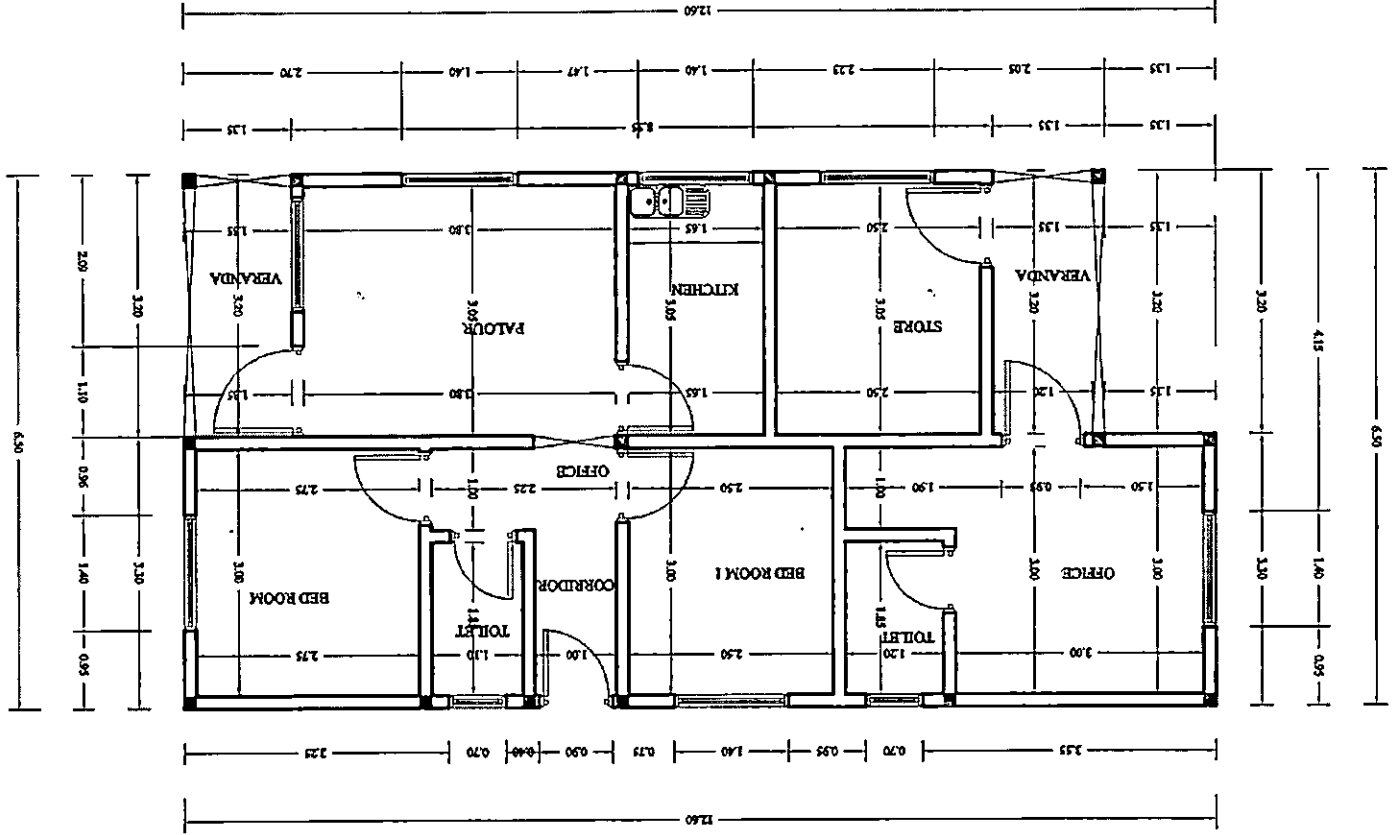 12.60
3.55 0.70 0.95 1.40 0.75 0.90 0.40 0.70 3.25
0.95 0.95
3.00 1.20 2.50 1.00 1.10 2.75
TOILET TOILET
1.85 1.85
CORRIDOR
BED ROOM
OFFICE BED ROOM 1
6.50 1.40 3.30 3.00 3.00 3.00 3.00 3.30 1.40 6.50
1.50 0.95 1.90 1.00 2.50 2.25 1.00 2.75 0.90
OFFICE
1.35 1.20 2.50 1.65 3.80 1.35 1.10
STORE PALOUR
4.15 3.20 3.20 3.20 3.05 3.05 3.05 3.20 3.20
KITCHEN
VERANDA VERANDA
2.09
1.35 1.35 2.50 1.65 3.80 1.35
1.35 1.35 8.55 1.35
1.35 2.05 2.23 1.40 1.47 1.40 2.70
12.60